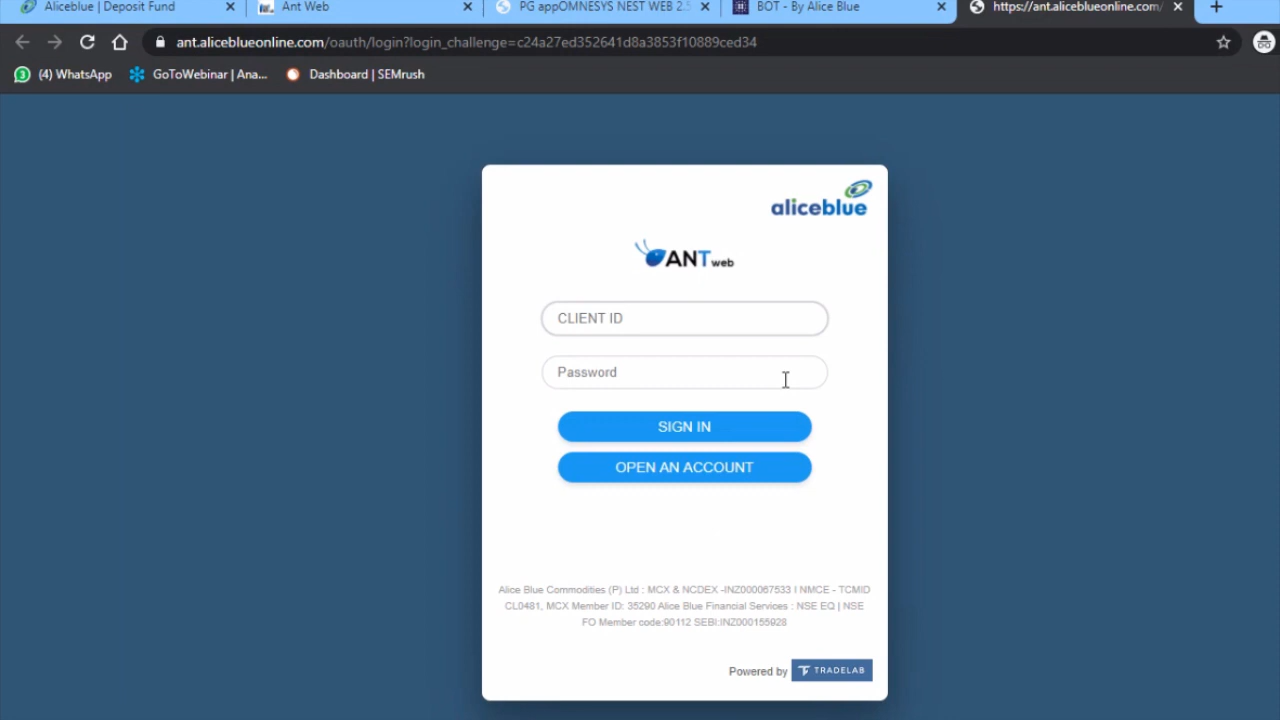 Aliceblue | Deposit Fund
Ant Web
PG appOMNESYS NEST WEB 2.5
BOT - By Alice Blue
https://ant.aliceblueonline.com/
ant.aliceblueonline.com/oauth/login?login_challenge=c24a27ed352641d8a3853f10889ced34
(4) WhatsApp
GoToWebinar | Ana...
Dashboard | SEMrush
aliceblue
ANT web
CLIENT ID
Password
SIGN IN
OPEN AN ACCOUNT
Alice Blue Commodities (P) Ltd : MCX & NCDEX -INZ000067533 I NMCE - TCMID
CL0481, MCX Member ID: 35290 Alice Blue Financial Services : NSE EQ | NSE
FO Member code:90112 SEBI:INZ000155928
Powered by TRADELAB